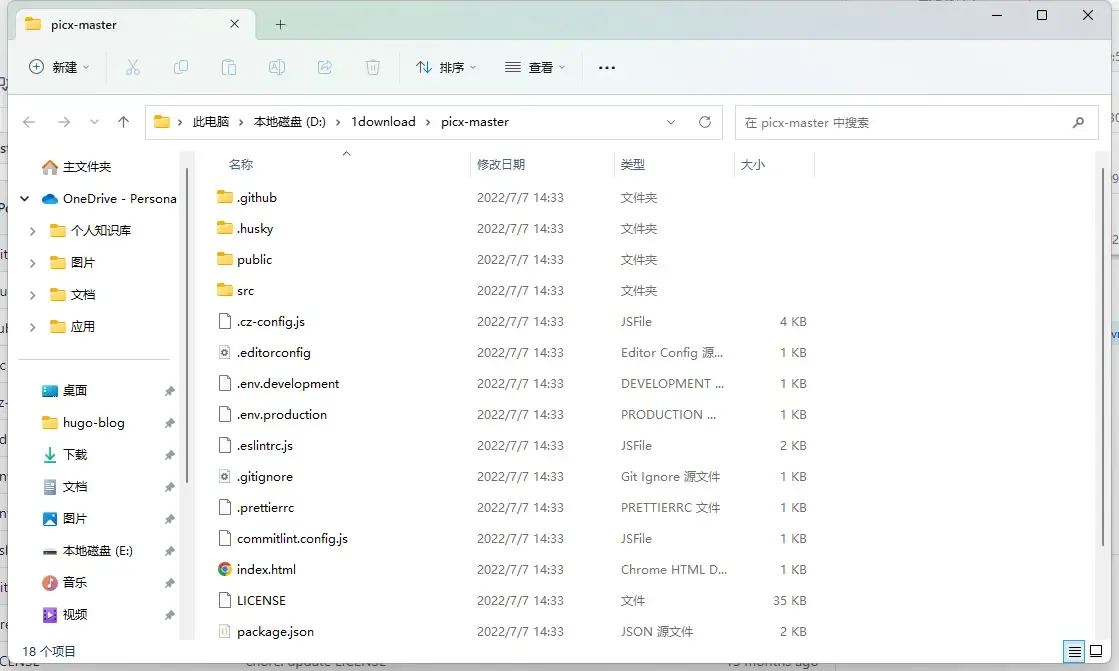 picx-master
新建
排序
查看
此电脑 本地磁盘 (D:) 1download picx-master
在 picx-master 中搜索
主文件夹
OneDrive - Persona
个人知识库
图片
文档
应用
桌面
hugo-blog
下载
文档
图片
本地磁盘 (E:)
音乐
视频
名称 修改日期 类型 大小
.github 2022/7/7 14:33 文件夹
.husky 2022/7/7 14:33 文件夹
public 2022/7/7 14:33 文件夹
src 2022/7/7 14:33 文件夹
.cz-config.js 2022/7/7 14:33 JSFile 4 KB
.editorconfig 2022/7/7 14:33 Editor Config 源... 1 KB
.env.development 2022/7/7 14:33 DEVELOPMENT ... 1 KB
.env.production 2022/7/7 14:33 PRODUCTION ... 1 KB
.eslintrc.js 2022/7/7 14:33 JSFile 2 KB
.gitignore 2022/7/7 14:33 Git Ignore 源文件 1 KB
.prettierrc 2022/7/7 14:33 PRETTIERRC 文件 1 KB
commitlint.config.js 2022/7/7 14:33 JSFile 1 KB
index.html 2022/7/7 14:33 Chrome HTML D... 1 KB
LICENSE 2022/7/7 14:33 文件 35 KB
package.json 2022/7/7 14:33 JSON 源文件 2 KB
18 个项目